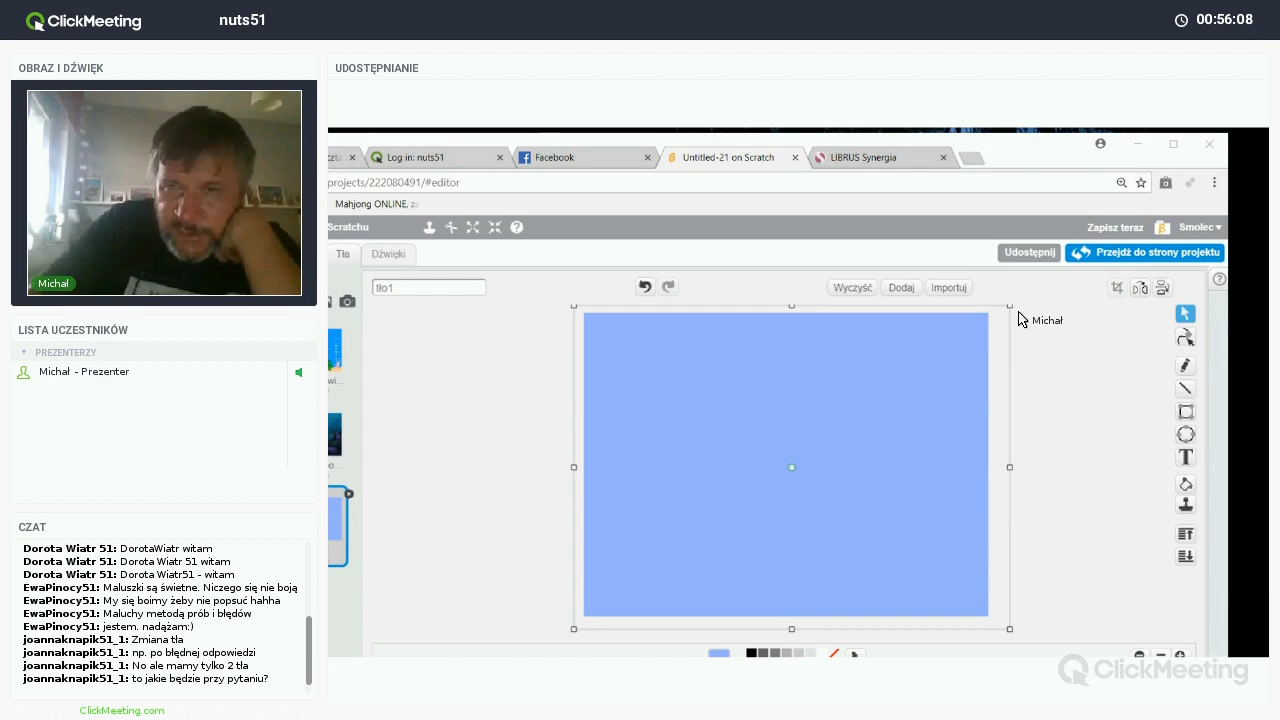 ClickMeeting
nuts51
00:56:08
OBRAZ I DŹWIĘK
UDOSTĘPNIANIE
Michał
Log in: nuts51
Facebook
Untitled-21 on Scratch
LIBRUS Synergia
projects/222080491/#editor
Mahjong ONLINE, za
Scratchu
Zapisz teraz
Smolec
Tła
Dźwięki
Udostępnij
Przejdź do strony projektu
tło1
Wyczyść
Dodaj
Importuj
Michał
LISTA UCZESTNIKÓW
PREZENTERZY
Michał - Prezenter
CZAT
Dorota Wiatr 51: DorotaWiatr witam
Dorota Wiatr 51: Dorota Wiatr 51 witam
Dorota Wiatr 51: Dorota Wiatr51 - witam
EwaPinocy51: Maluszki są świetne. Niczego się nie boją
EwaPinocy51: My się boimy żeby nie popsuć hahha
EwaPinocy51: Maluchy metodą prób i błędów
EwaPinocy51: jestem. nadążam:)
joannaknapik51_1: Zmiana tła
joannaknapik51_1: np. po błędnej odpowiedzi
joannaknapik51_1: No ale mamy tylko 2 tła
joannaknapik51_1: to jakie będzie przy pytaniu?
ClickMeeting.com
ClickMeeting